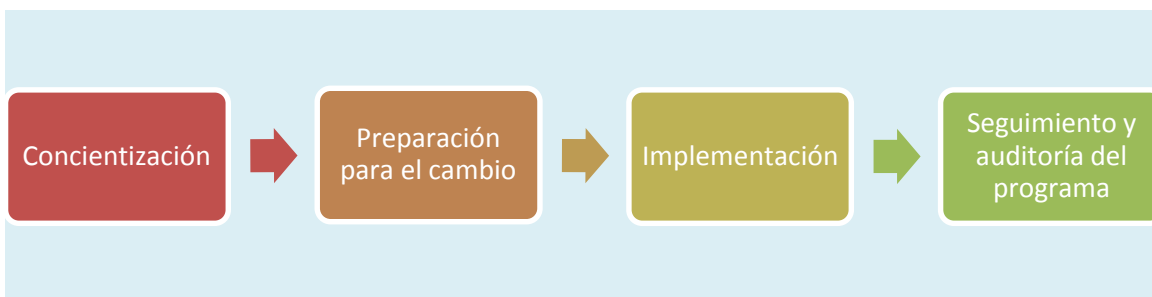 Concientización
Preparación
para el cambio
Implementación
Seguimiento y
auditoría del
programa